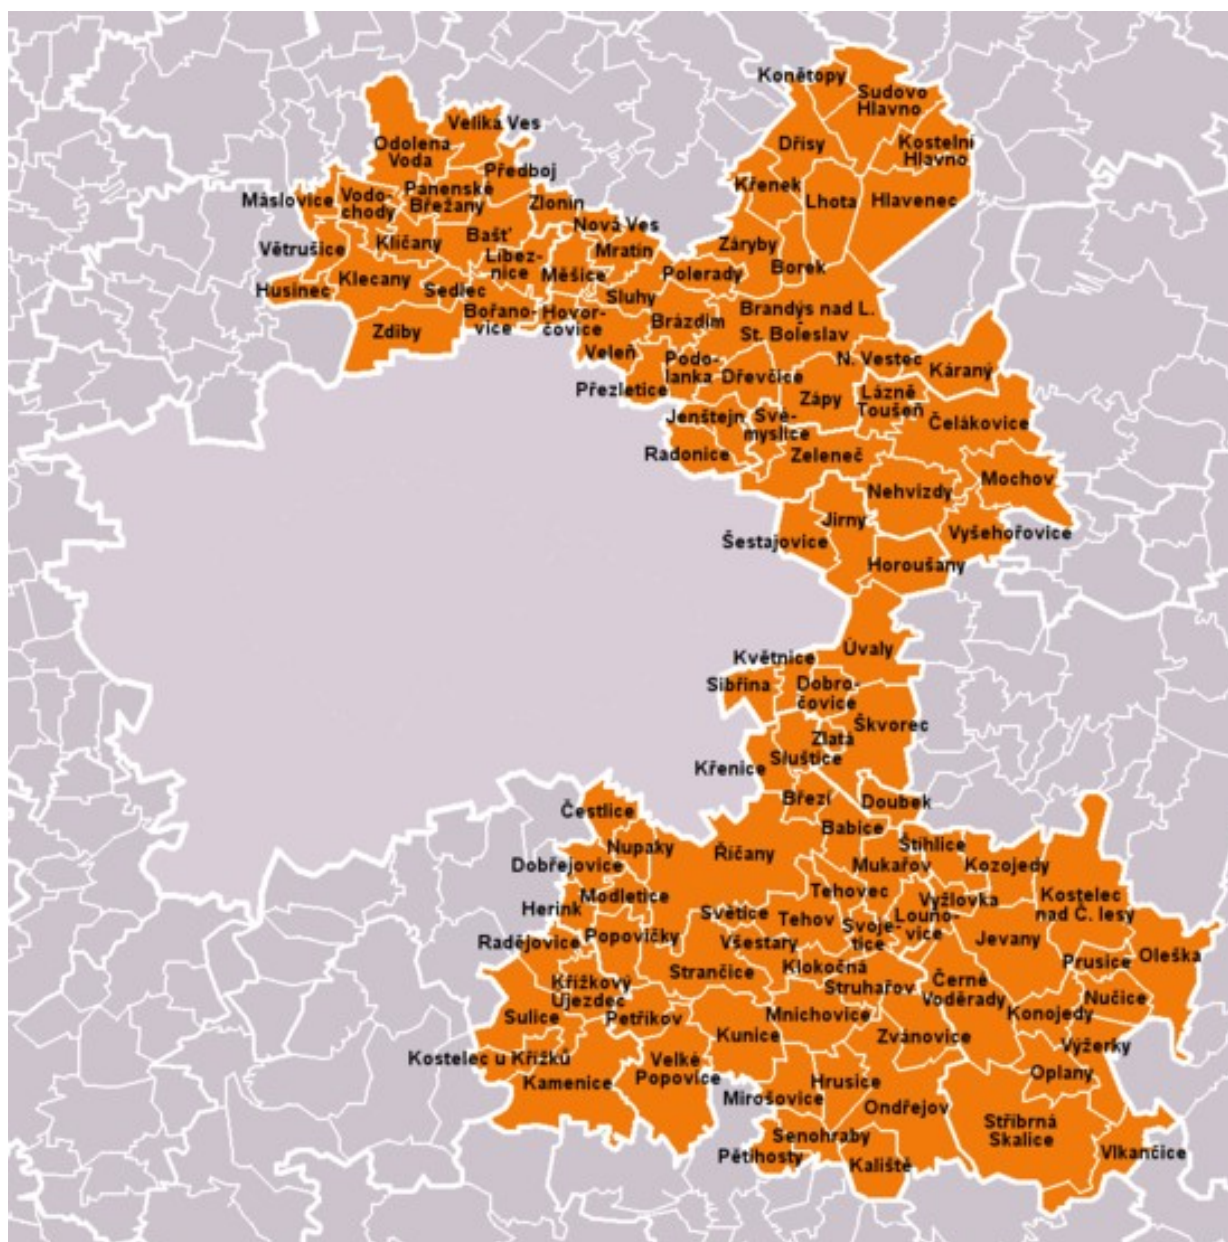 Konětopy
Sudovo
Hlavno
Veliká Ves
Odolena
Voda
Dřísy
Kostelní
Hlavno
Předboj
Křenek
Máslovice
Vodo-
chody
Panenské
Břežany
Zlonín
Lhota
Hlavenec
Nová Ves
Větrušice
Klíčany
Bašť
Mratín
Záryby
Líbez-
nice
Měšice
Polerady
Borek
Husinec
Klecany
Sedlec
Sluhy
Zdiby
Bořano-
vice
Hovor-
čovice
Brázdim
Brandýs nad L.
-
St. Boleslav
Veleň
Podo-
lanka
Dřevčice
N. Vestec
Káraný
Přezletice
Zápy
Lázně
Toušeň
Jenštejn
Své-
myslice
Čelákovice
Radonice
Zeleneč
Mochov
Nehvizdy
Jirny
Šestajovice
Vyšehořovice
Horoušany
Úvaly
Květnice
Sibřina
Dobro-
čovice
Škvorec
Zlatá
Sluštice
Křenice
Březí
Doubek
Čestlice
Babice
Nupaky
Říčany
Štíhlice
Dobřejovice
Mukařov
Kozojedy
Modletice
Tehovec
Vyžlovka
Kostelec
nad Č. lesy
Herink
Světice
Tehov
Svoje-
tice
Louňo-
vice
Radějovice
Popovičky
Všestary
Jevany
Oleška
Prusice
Křížkový
Újezdec
Strančice
Klokočná
Struhařov
Černé
Voděrady
Nučice
Sulice
Petříkov
Mnichovice
Konojedy
Kunice
Zvánovice
Výžerky
Kostelec u Křížků
Velké
Popovice
Kamenice
Hrusice
Oplany
Mirošovice
Ondřejov
Stříbrná
Skalice
Senohraby
Pětihosty
Kaliště
Vlkančice